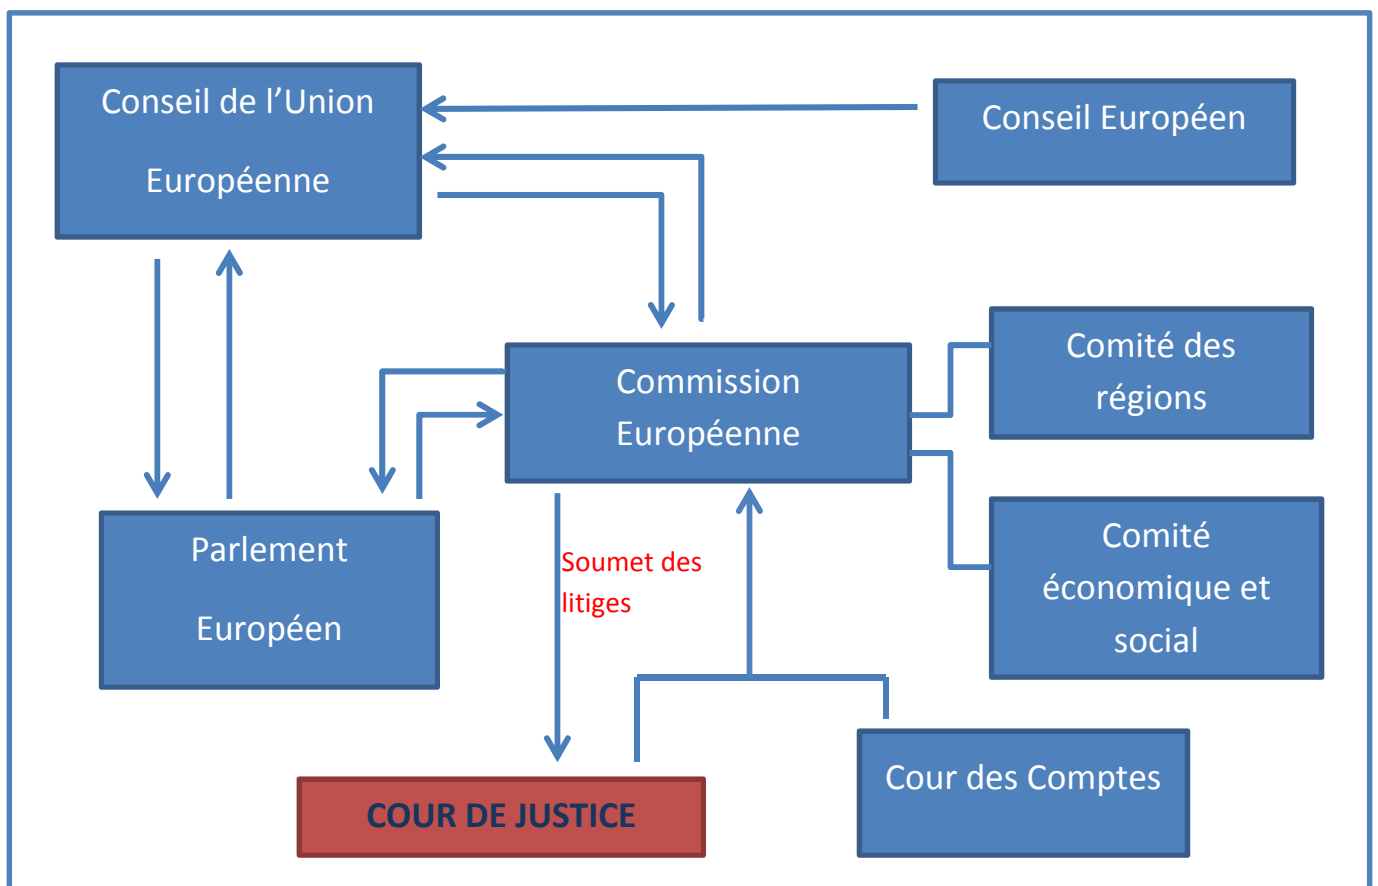 Conseil de l’Union
Européenne
Conseil Européen
Commission
Européenne
Comité des
régions
Parlement
Européen
Soumet des
litiges
Comité
économique et
social
COUR DE JUSTICE
Cour des Comptes